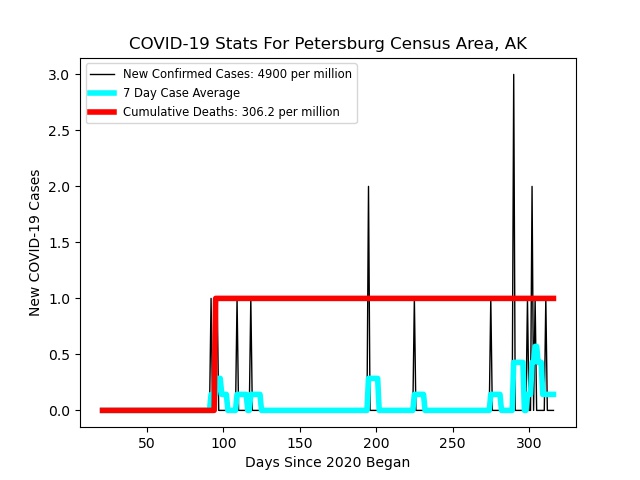 COVID-19 Stats For Petersburg Census Area, AK
New Confirmed Cases: 4900 per million
7 Day Case Average
Cumulative Deaths: 306.2 per million
New COVID-19 Cases
3.0
2.5
2.0
1.5
1.0
0.5
0.0
50 100 150 200 250 300
Days Since 2020 Began